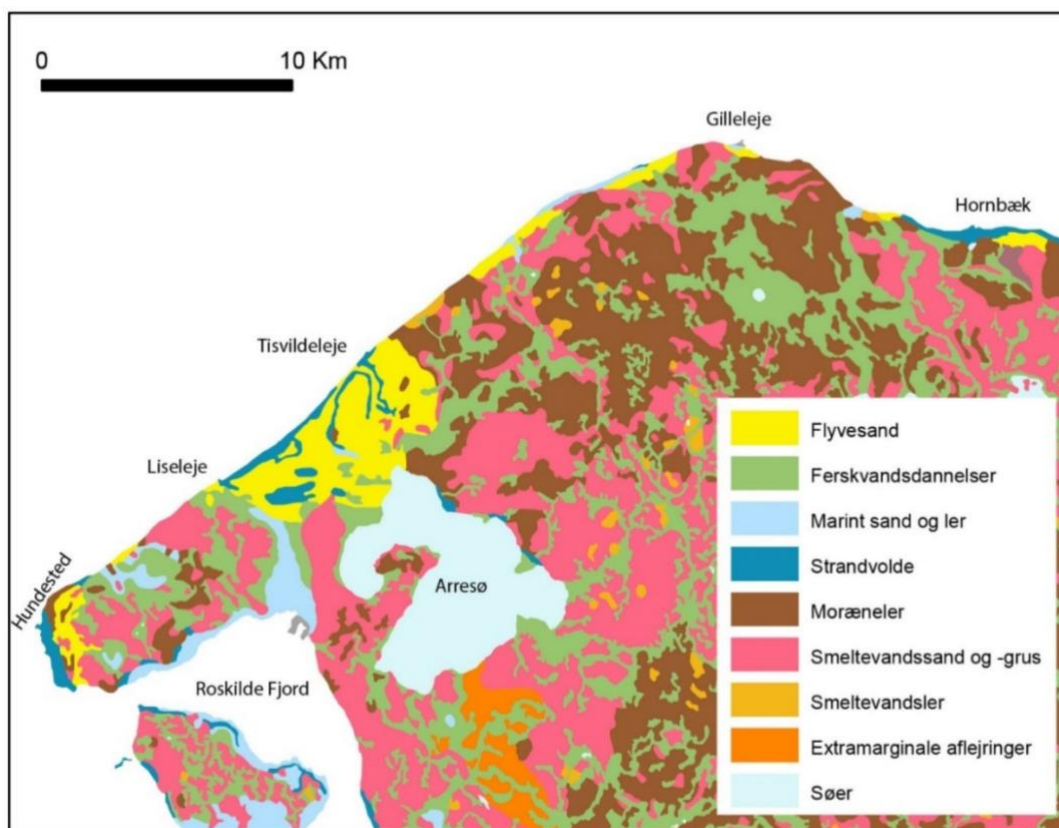 0
10 Km
Gilleleje
Hornbæk
Tisvildeleje
Liseleje
Hundested
Arresø
Roskilde Fjord
Flyvesand
Ferskvandsdannelser
Marint sand og ler
Strandvolde
Moræneler
Smeltevandssand og -grus
Smeltevandsler
Extramarginale aflejringer
Søer